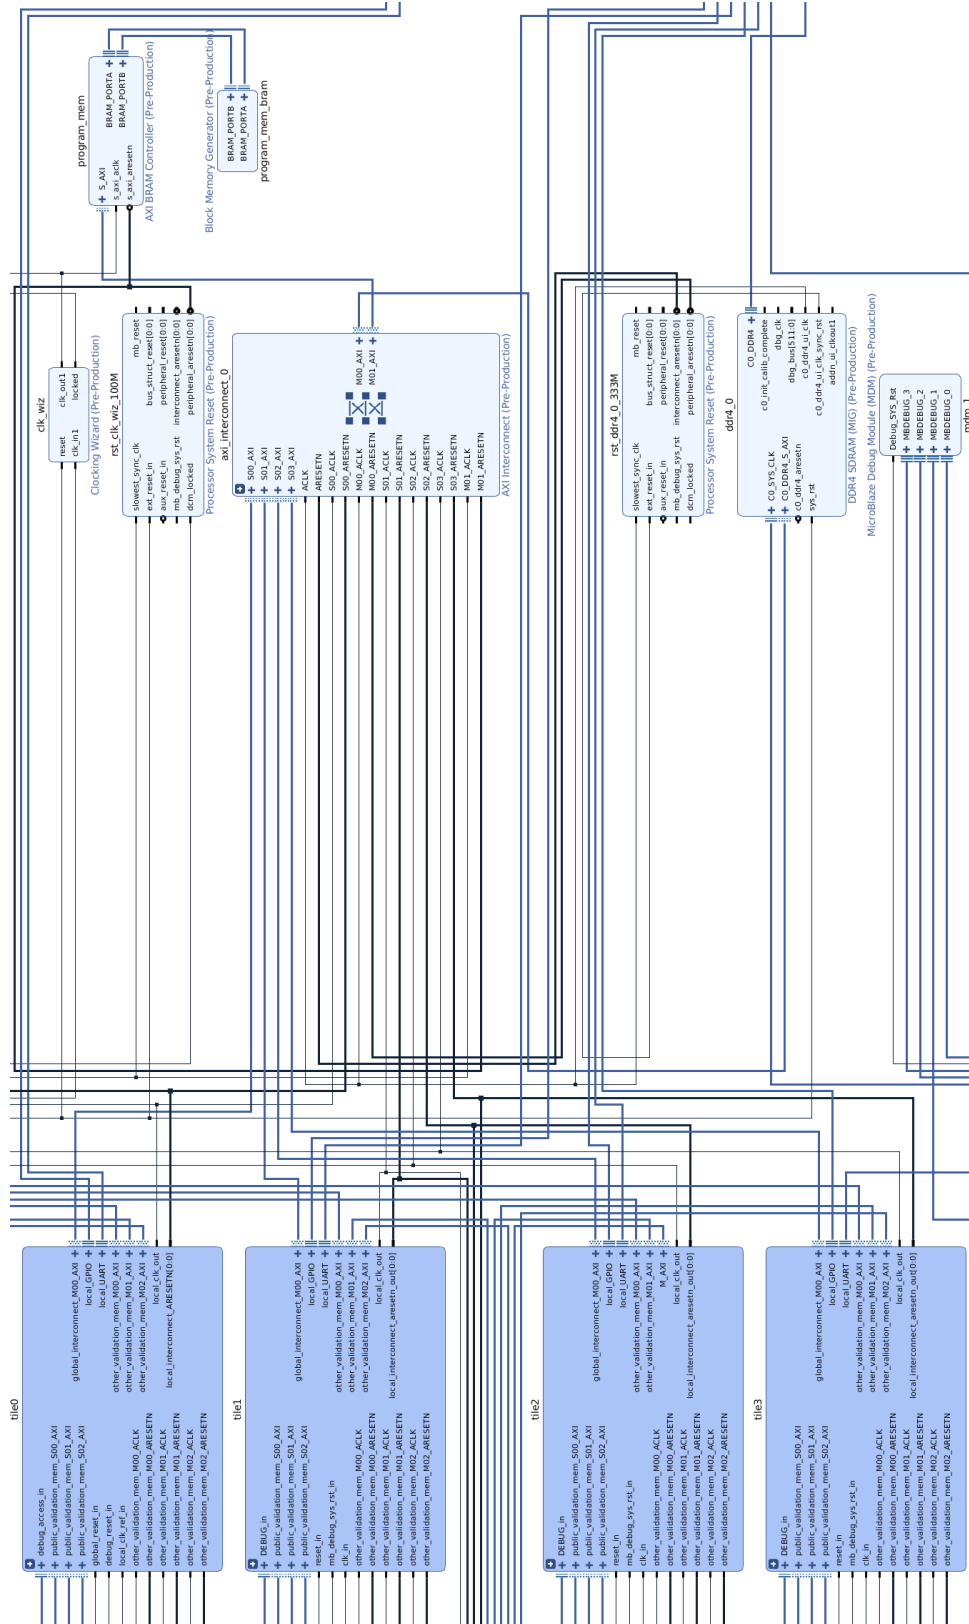 program_mem
S_AXI
s_axi_aclk
s_axi_aresetn
BRAM_PORTA
BRAM_PORTB
AXI BRAM Controller (Pre-Production)
Block Memory Generator (Pre-Production)
BRAM_PORTB
BRAM_PORTA
program_mem_bram
clk_wiz
reset
clk_in1
clk_out1
locked
Clocking Wizard (Pre-Production)
rst_clk_wiz_100M
slowest_sync_clk
ext_reset_in
aux_reset_in
mb_debug_sys_rst
dcm_locked
mb_reset
bus_struct_reset[0:0]
peripheral_reset[0:0]
interconnect_aresetn[0:0]
peripheral_aresetn[0:0]
Processor System Reset (Pre-Production)
axi_interconnect_0
S00_AXI
S01_AXI
S02_AXI
S03_AXI
ACLK
ARESETN
S00_ACLK
S00_ARESETN
M00_ACLK
M00_ARESETN
S01_ACLK
S01_ARESETN
S02_ACLK
S02_ARESETN
S03_ACLK
S03_ARESETN
M01_ACLK
M01_ARESETN
M00_AXI
M01_AXI
AXI Interconnect (Pre-Production)
rst_ddr4_0_333M
slowest_sync_clk
ext_reset_in
aux_reset_in
mb_debug_sys_rst
dcm_locked
mb_reset
bus_struct_reset[0:0]
peripheral_reset[0:0]
interconnect_aresetn[0:0]
peripheral_aresetn[0:0]
Processor System Reset (Pre-Production)
ddr4_0
C0_SYS_CLK
C0_DDR4_S_AXI
c0_ddr4_aresetn
sys_rst
C0_DDR4
c0_init_calib_complete
dbg_clk
dbg_bus[511:0]
c0_ddr4_ui_clk
c0_ddr4_ui_clk_sync_rst
addn_ui_clkout1
DDR4 SDRAM (MIG) (Pre-Production)
MicroBlaze Debug Module (MDM) (Pre-Production)
Debug_SYS_Rst
MBDEBUG_3
MBDEBUG_2
MBDEBUG_1
MBDEBUG_0
mdm_1
tile0
debug_access_in
public_validation_mem_S00_AXI
public_validation_mem_S01_AXI
public_validation_mem_S02_AXI
global_reset_in
debug_reset_in
local_clk_ref_in
other_validation_mem_M00_ACLK
other_validation_mem_M00_ARESETN
other_validation_mem_M01_ACLK
other_validation_mem_M01_ARESETN
other_validation_mem_M02_ACLK
other_validation_mem_M02_ARESETN
global_interconnect_M00_AXI
local_GPIO
local_UART
other_validation_mem_M00_AXI
other_validation_mem_M01_AXI
other_validation_mem_M02_AXI
local_clk_out
local_interconnect_ARESETN[0:0]
tile1
DEBUG_in
public_validation_mem_S00_AXI
public_validation_mem_S01_AXI
public_validation_mem_S02_AXI
reset_in
mb_debug_sys_rst_in
clk_in
other_validation_mem_M00_ACLK
other_validation_mem_M00_ARESETN
other_validation_mem_M01_ACLK
other_validation_mem_M01_ARESETN
other_validation_mem_M02_ACLK
other_validation_mem_M02_ARESETN
global_interconnect_M00_AXI
local_GPIO
local_UART
other_validation_mem_M00_AXI
other_validation_mem_M01_AXI
other_validation_mem_M02_AXI
local_clk_out
local_interconnect_aresetn_out[0:0]
tile2
DEBUG_in
public_validation_mem_S00_AXI
public_validation_mem_S01_AXI
public_validation_mem_S02_AXI
reset_in
mb_debug_sys_rst_in
clk_in
other_validation_mem_M00_ACLK
other_validation_mem_M00_ARESETN
other_validation_mem_M01_ACLK
other_validation_mem_M01_ARESETN
other_validation_mem_M02_ACLK
other_validation_mem_M02_ARESETN
global_interconnect_M00_AXI
local_GPIO
local_UART
other_validation_mem_M00_AXI
other_validation_mem_M01_AXI
M_AXI
local_clk_out
local_interconnect_aresetn_out[0:0]
tile3
DEBUG_in
public_validation_mem_S00_AXI
public_validation_mem_S01_AXI
public_validation_mem_S02_AXI
reset_in
mb_debug_sys_rst_in
clk_in
other_validation_mem_M00_ACLK
other_validation_mem_M00_ARESETN
other_validation_mem_M01_ACLK
other_validation_mem_M01_ARESETN
other_validation_mem_M02_ACLK
other_validation_mem_M02_ARESETN
global_interconnect_M00_AXI
local_GPIO
local_UART
other_validation_mem_M00_AXI
other_validation_mem_M01_AXI
other_validation_mem_M02_AXI
local_clk_out
local_interconnect_aresetn_out[0:0]